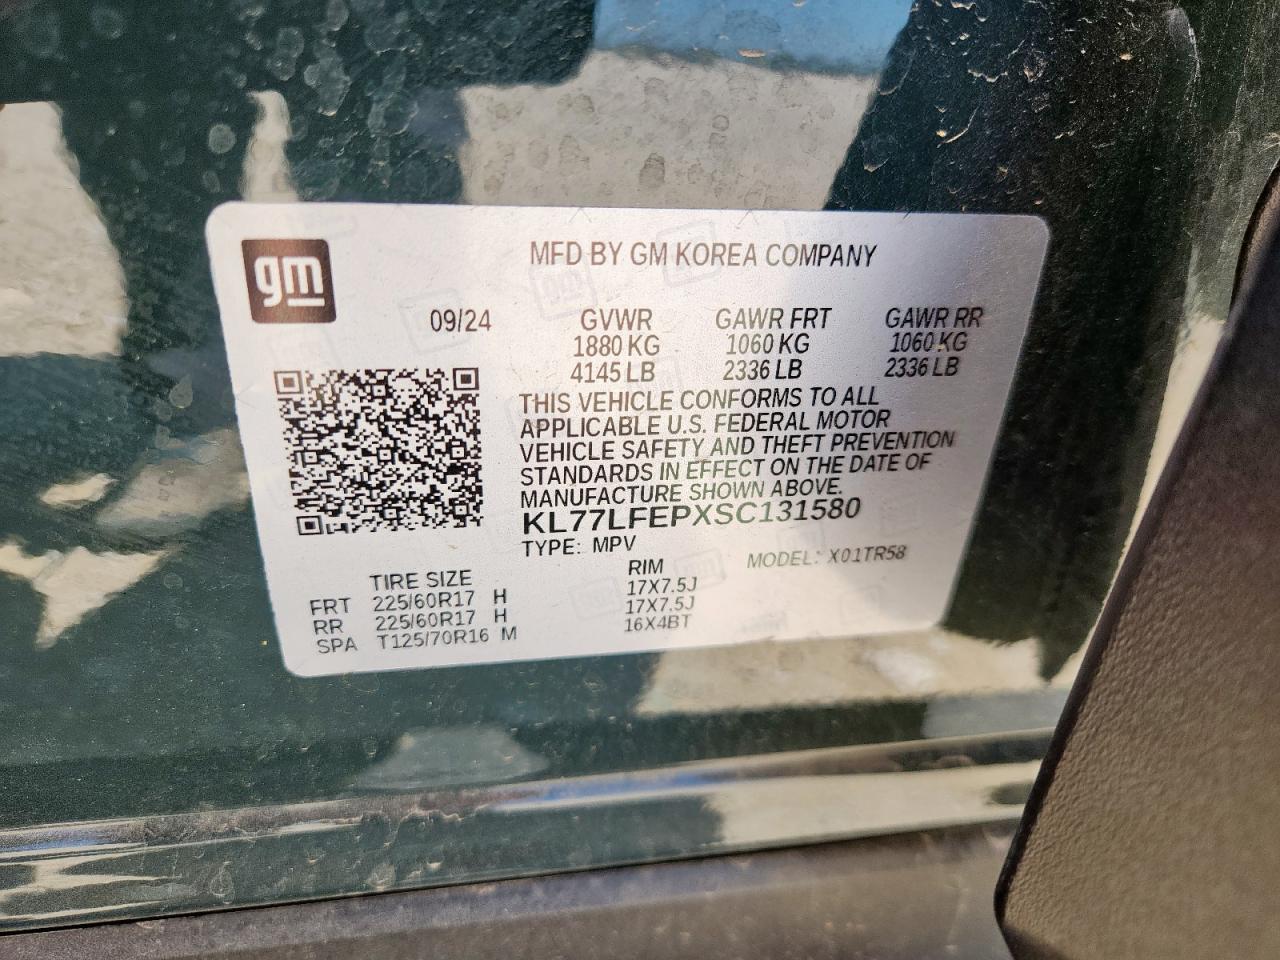 gm
MFD BY GM KOREA COMPANY
09/24
GVWR GAWR FRT GAWR RR
1880 KG 1060 KG 1060 KG
4145 LB 2336 LB 2336 LB
THIS VEHICLE CONFORMS TO ALL
APPLICABLE U.S. FEDERAL MOTOR
VEHICLE SAFETY AND THEFT PREVENTION
STANDARDS IN EFFECT ON THE DATE OF
MANUFACTURE SHOWN ABOVE.
KL77LFEPXSC131580
TYPE: MPV MODEL: X01TR58
TIRE SIZE RIM
FRT 225/60R17 H 17X7.5J
RR 225/60R17 H 17X7.5J
SPA T125/70R16 M 16X4BT